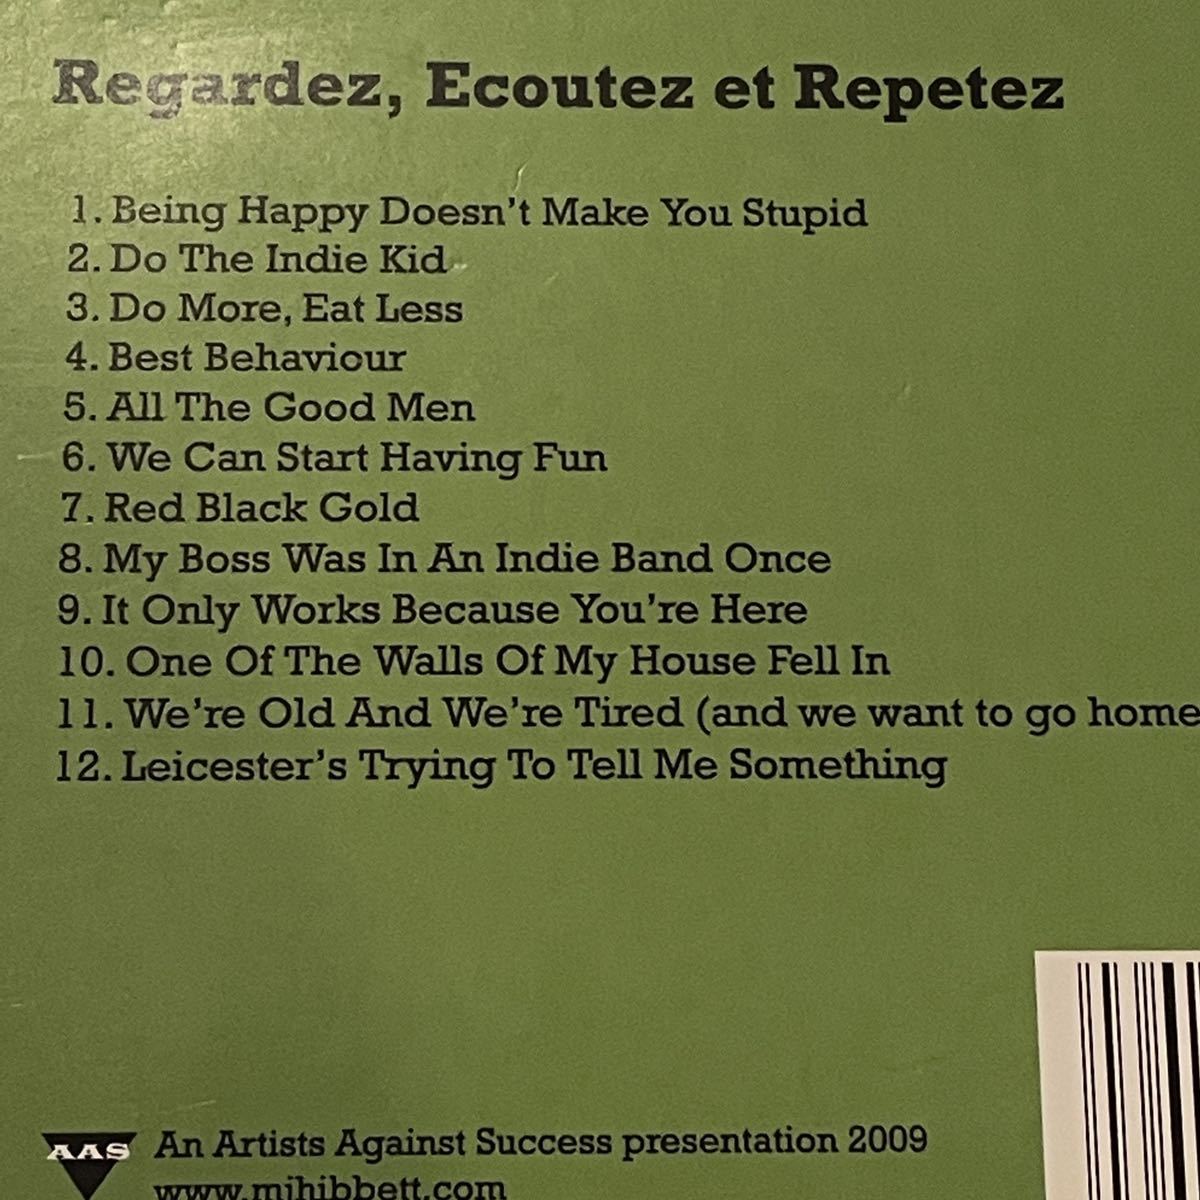 Regardez, Ecoutez et Repetez
1. Being Happy Doesn't Make You Stupid
2. Do The Indie Kid
3. Do More, Eat Less
4. Best Behaviour
5. All The Good Men
6. We Can Start Having Fun
7. Red Black Gold
8. My Boss Was In An Indie Band Once
9. It Only Works Because You're Here
10. One Of The Walls Of My House Fell In
11. We're Old And We're Tired (and we want to go home
12. Leicester's Trying To Tell Me Something
AAS An Artists Against Success presentation 2009
www.mjhibbett.com